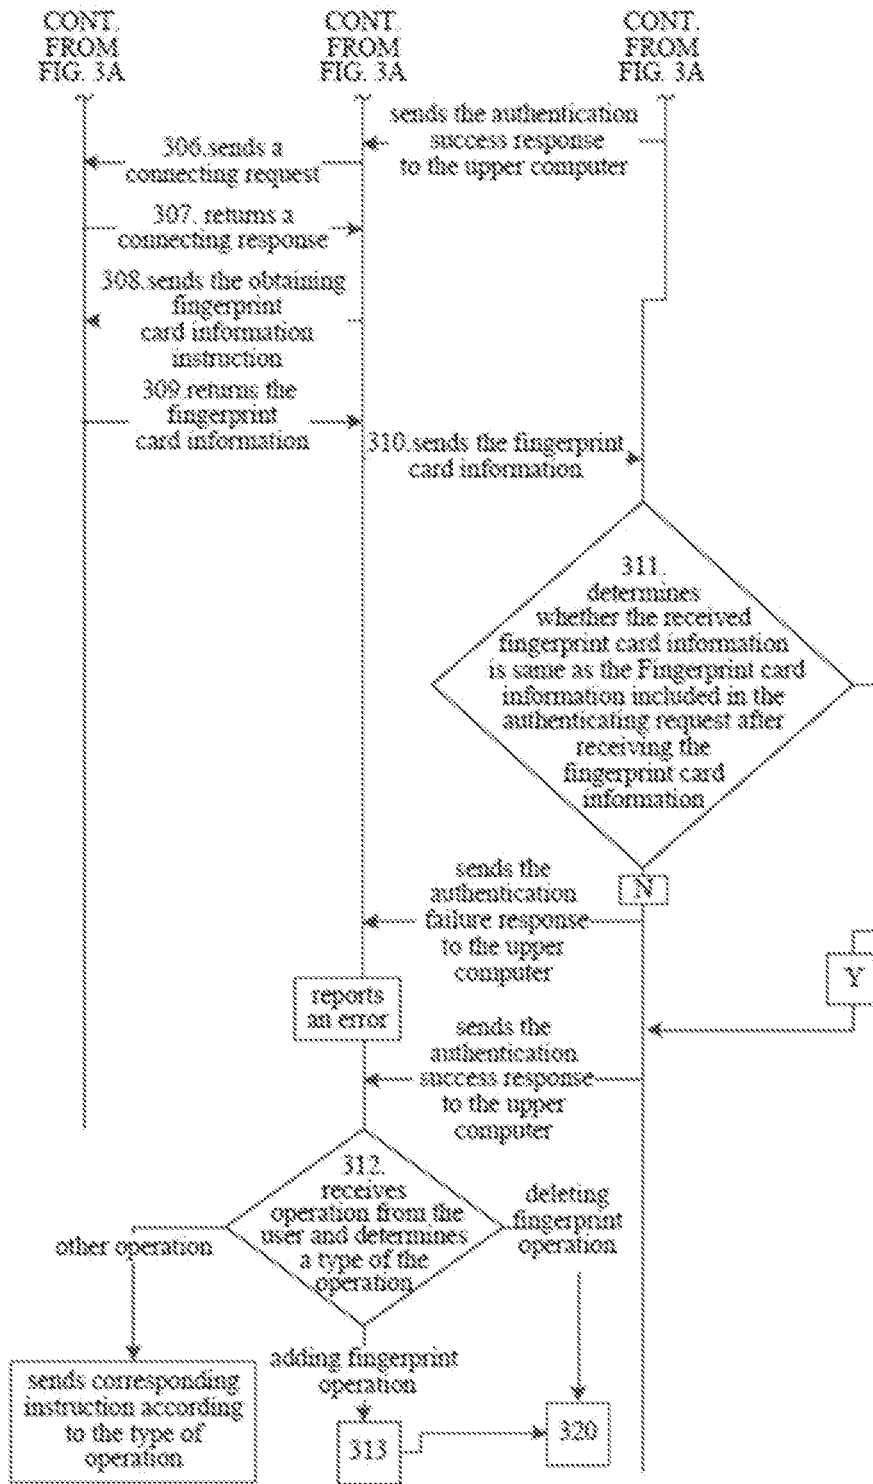 CONT.
FROM
FIG. 3A
CONT.
FROM
FIG. 3A
CONT.
FROM
FIG. 3A
sends the authentication
success response
to the upper computer
306.sends a
connecting request
307. returns a
connecting response
308.sends the obtaining
fingerprint
card information
instruction
309.returns the
fingerprint
card information
310.sends the fingerprint
card information
311.
determines
whether the received
fingerprint card information
is same as the Fingerprint card
information included in the
authenticating request after
receiving the
fingerprint card
information
N
sends the
authentication
failure response
to the upper
computer
Y
reports
an error
sends the
authentication
success response
to the upper
computer
312.
receives
operation from the
user and determines
a type of the
operation
other operation
deleting
fingerprint
operation
adding fingerprint
operation
sends corresponding
instruction according
to the type of
operation
313
320